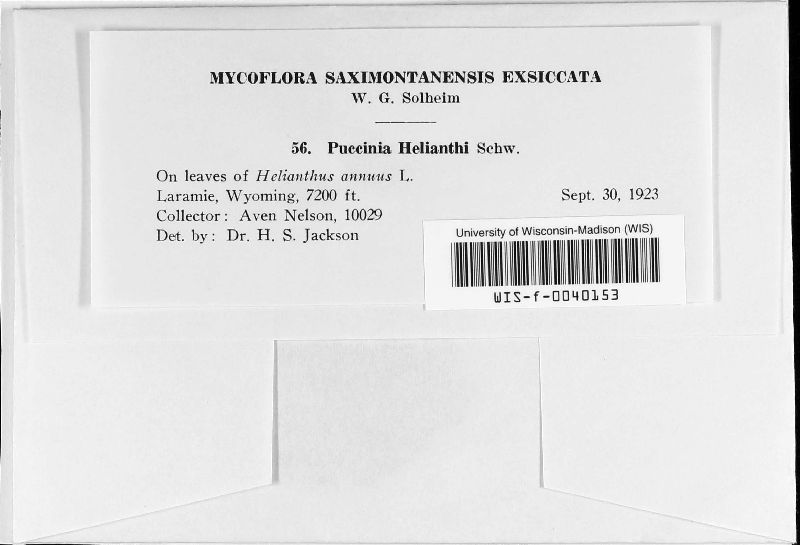 MYCOFLORA SAXIMONTANENSIS EXSICCATA
W. G. Solheim
56. Puccinia Helianthi Schw.
On leaves of Helianthus annuus L.
Laramie, Wyoming, 7200 ft. Sept. 30, 1923
Collector: Aven Nelson, 10029
Det. by: Dr. H. S. Jackson
University of Wisconsin-Madison (WIS)
WIS-f-0040153